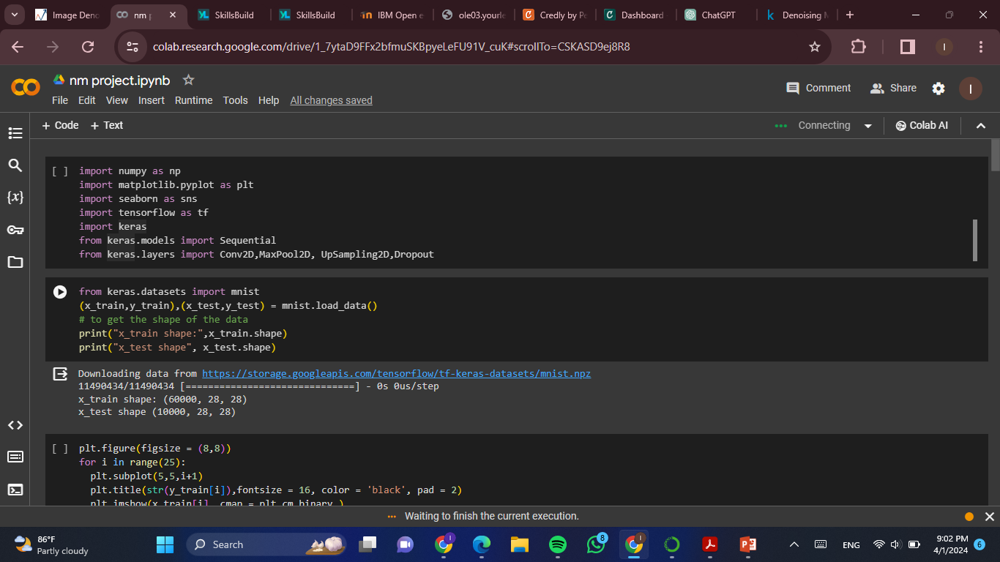 Image Deno
nm p
SkillsBuild
SkillsBuild
IBM Open e
ole03.yourle
Credly by Pe
Dashboard
ChatGPT
Denoising M
colab.research.google.com/drive/1_7ytaD9FFx2bfmuSKBpyeLeFU91V_cuK#scrollTo=CSKASD9ej8R8
I
nm project.ipynb
File Edit View Insert Runtime Tools Help All changes saved
Comment
Share
I
+ Code + Text
Connecting
Colab AI
[ ] import numpy as np
import matplotlib.pyplot as plt
import seaborn as sns
import tensorflow as tf
import keras
from keras.models import Sequential
from keras.layers import Conv2D,MaxPool2D, UpSampling2D,Dropout
from keras.datasets import mnist
(x_train,y_train),(x_test,y_test) = mnist.load_data()
# to get the shape of the data
print("x_train shape:",x_train.shape)
print("x_test shape", x_test.shape)
Downloading data from https://storage.googleapis.com/tensorflow/tf-keras-datasets/mnist.npz
11490434/11490434 [==============================] - 0s 0us/step
x_train shape: (60000, 28, 28)
x_test shape (10000, 28, 28)
[ ] plt.figure(figsize = (8,8))
for i in range(25):
plt.subplot(5,5,i+1)
plt.title(str(y_train[i]),fontsize = 16, color = 'black', pad = 2)
plt.imshow(x_train[i], cmap = plt.cm.binary )
Waiting to finish the current execution.
86°F
Partly cloudy
Search
8
ENG
9:02 PM
4/1/2024
6